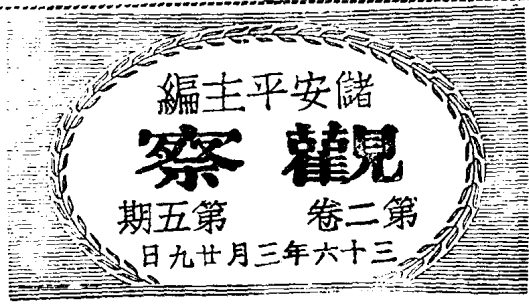 儲安平主編
觀察
第二卷　第五期
三十六年三月廿九日